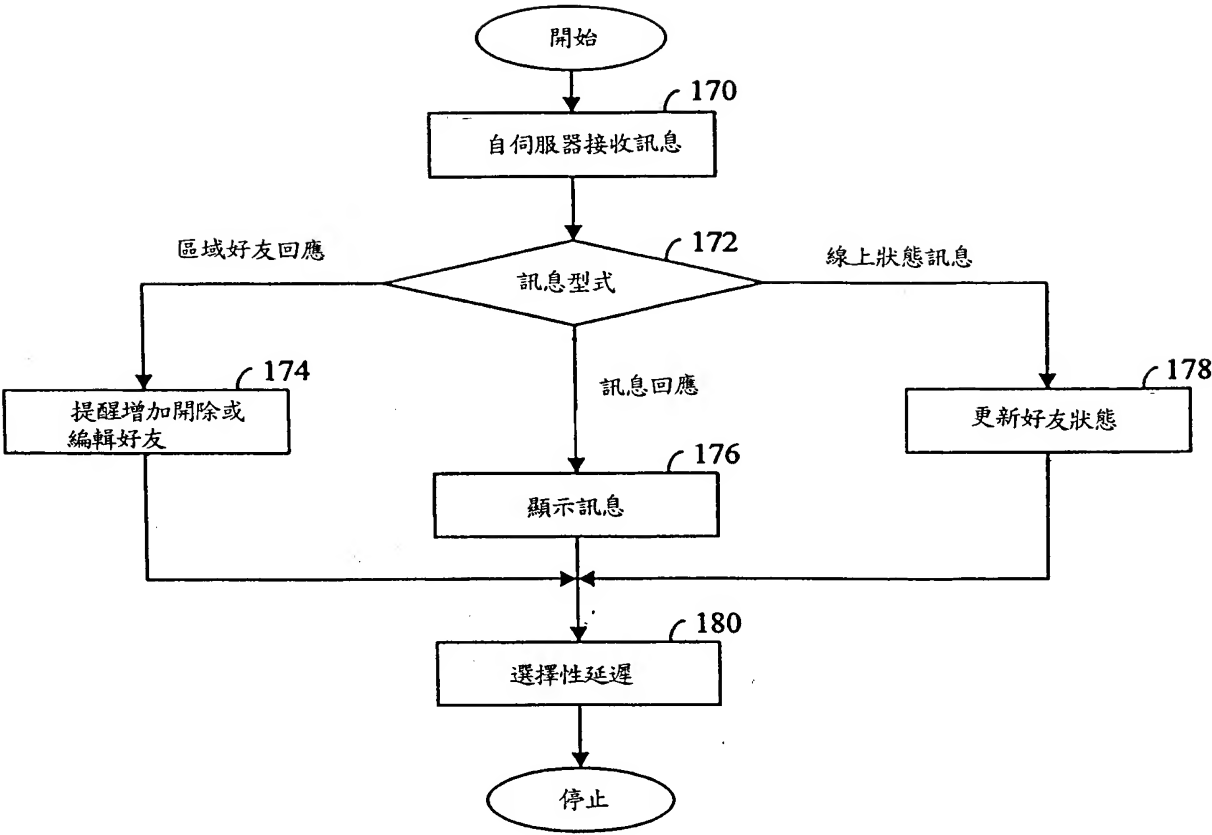 開始
170
自伺服器接收訊息
區域好友回應
172
線上狀態訊息
訊息型式
174
提醒增加開除或
編輯好友
訊息回應
178
更新好友狀態
176
顯示訊息
180
選擇性延遲
停止